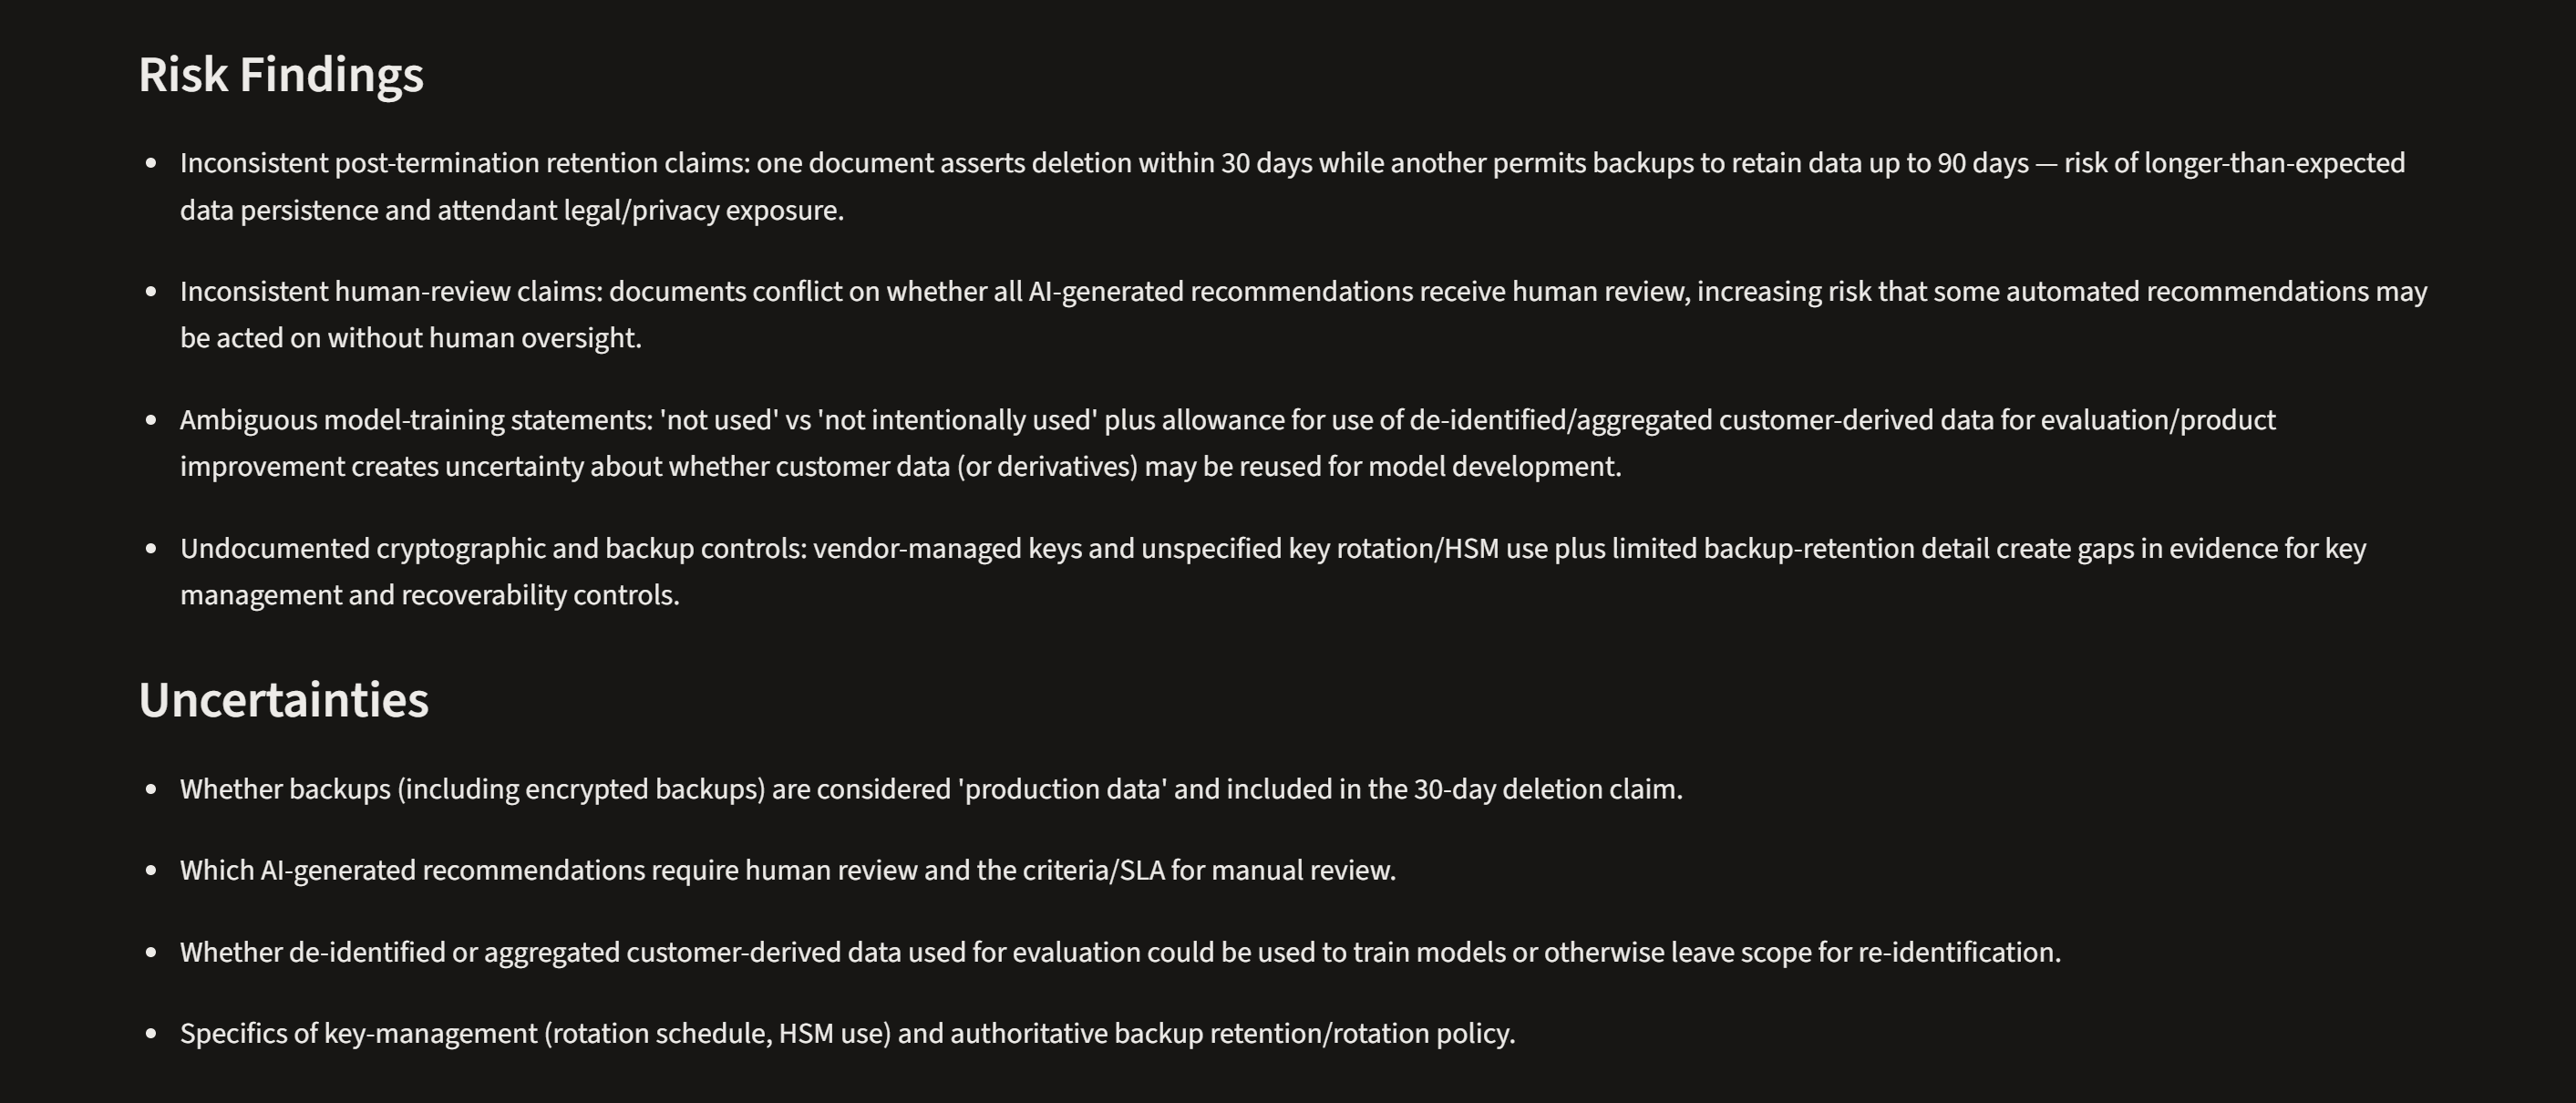 Risk Findings
• Inconsistent post-termination retention claims: one document asserts deletion within 30 days while another permits backups to retain data up to 90 days — risk of longer-than-expected
data persistence and attendant legal/privacy exposure.
• Inconsistent human-review claims: documents conflict on whether all AI-generated recommendations receive human review, increasing risk that some automated recommendations may
be acted on without human oversight.
• Ambiguous model-training statements: 'not used' vs 'not intentionally used' plus allowance for use of de-identified/aggregated customer-derived data for evaluation/product
improvement creates uncertainty about whether customer data (or derivatives) may be reused for model development.
• Undocumented cryptographic and backup controls: vendor-managed keys and unspecified key rotation/HSM use plus limited backup-retention detail create gaps in evidence for key
management and recoverability controls.
Uncertainties
• Whether backups (including encrypted backups) are considered 'production data' and included in the 30-day deletion claim.
• Which AI-generated recommendations require human review and the criteria/SLA for manual review.
• Whether de-identified or aggregated customer-derived data used for evaluation could be used to train models or otherwise leave scope for re-identification.
• Specifics of key-management (rotation schedule, HSM use) and authoritative backup retention/rotation policy.